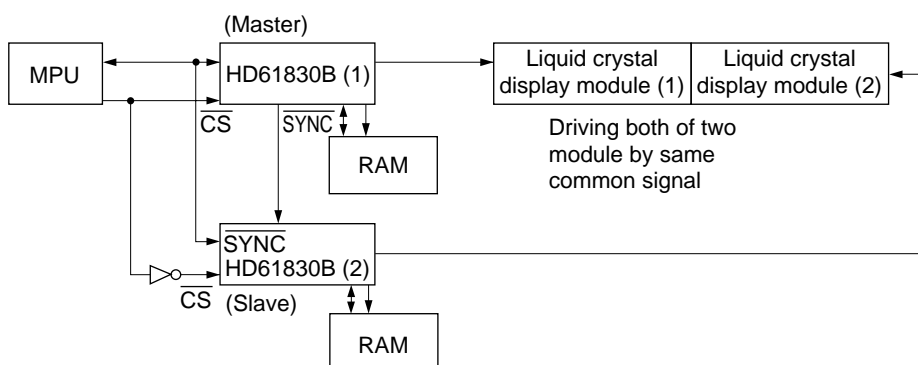 (Master)
MPU
HD61830B (1)
Liquid crystal
display module (1)
Liquid crystal
display module (2)
CS
SYNC
RAM
Driving both of two
module by same
common signal
SYNC
HD61830B (2)
CS
(Slave)
RAM